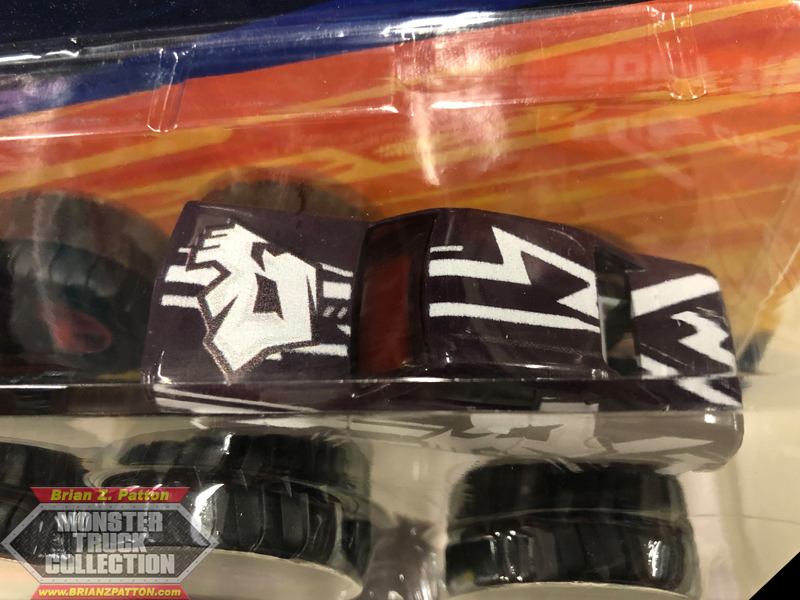 Brian Z. Patton
MONSTER
TRUCK
COLLECTION
www.BRIANZPATTON.com